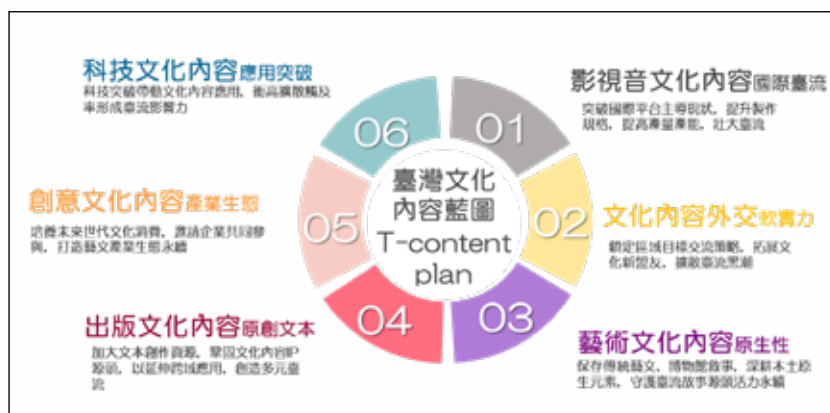 臺灣文化
內容藍圖
T-content
plan
01
影視音文化內容國際臺流
突破國際平台主導現狀，提升製作
規格，提高產量產能，壯大臺流
02
文化內容外交軟實力
鎖定區域目標交流策略，拓展文
化新盟友，擴散臺流黑潮
03
藝術文化內容原生性
保存傳統藝文、博物館敘事，深耕本土原
生元素，守護臺流故事源頭活力永續
04
出版文化內容原創文本
加大文本創作資源，鞏固文化內容IP
源頭，以延伸跨域應用，創造多元臺
流
05
創意文化內容產業生態
培養未來世代文化消費，邀請企業共同參
與，打造藝文產業生態永續
06
科技文化內容應用突破
科技突破帶動文化內容應用，衝高擴散觸及
率形成臺流影響力